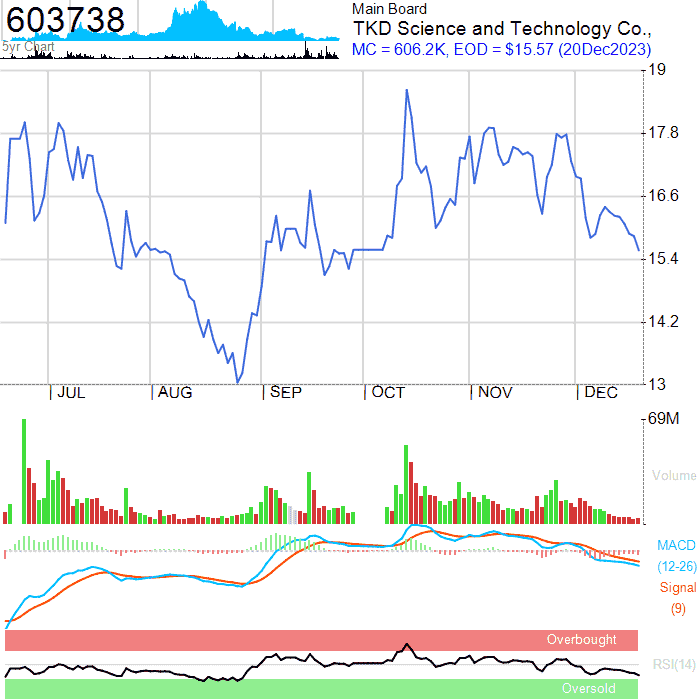 603738
5yr Chart
Main Board
TKD Science and Technology Co.,
MC = 606.2K, EOD = $15.57 (20Dec2023)
19
17.8
16.6
15.4
14.2
13
JUL AUG SEP OCT NOV DEC
69M
Volume
MACD
(12-26)
Signal
(9)
Overbought
RSI(14)
Oversold